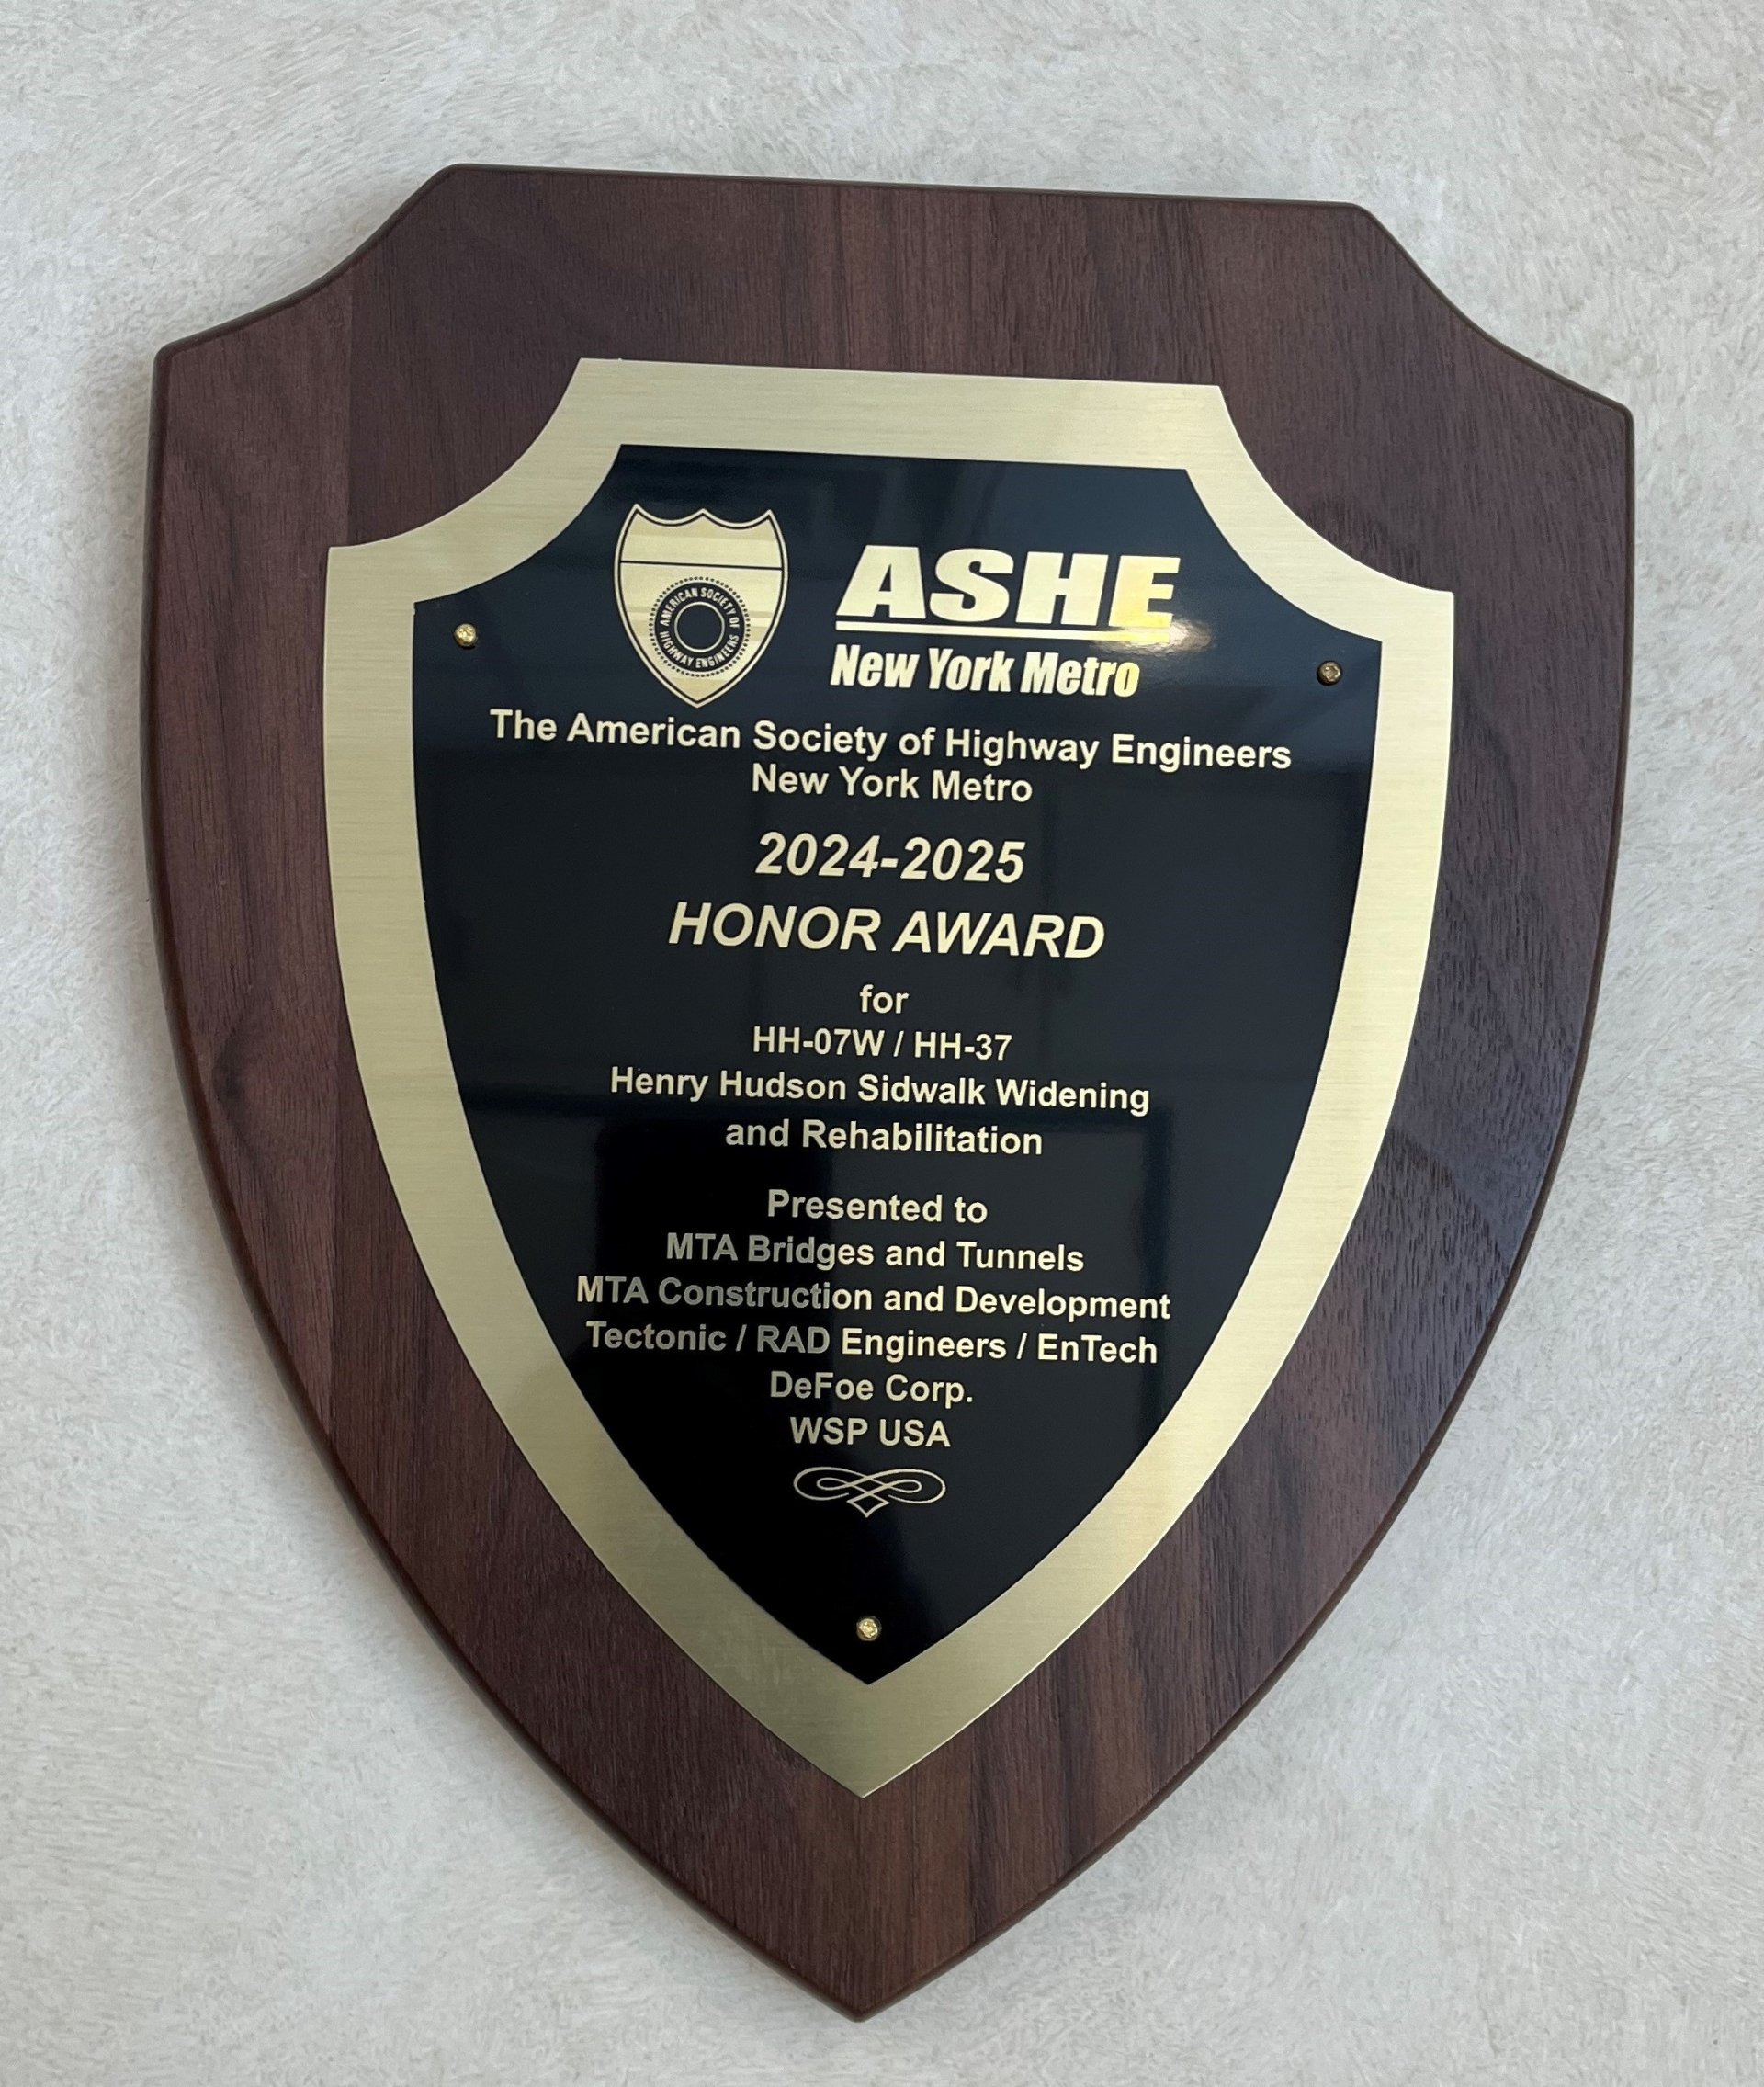 AMERICAN SOCIETY OF
HIGHWAY ENGINEERS
ASHE
New York Metro
The American Society of Highway Engineers
New York Metro
2024-2025
HONOR AWARD
for
HH-07W / HH-37
Henry Hudson Sidwalk Widening
and Rehabilitation
Presented to
MTA Bridges and Tunnels
MTA Construction and Development
Tectonic / RAD Engineers / EnTech
DeFoe Corp.
WSP USA